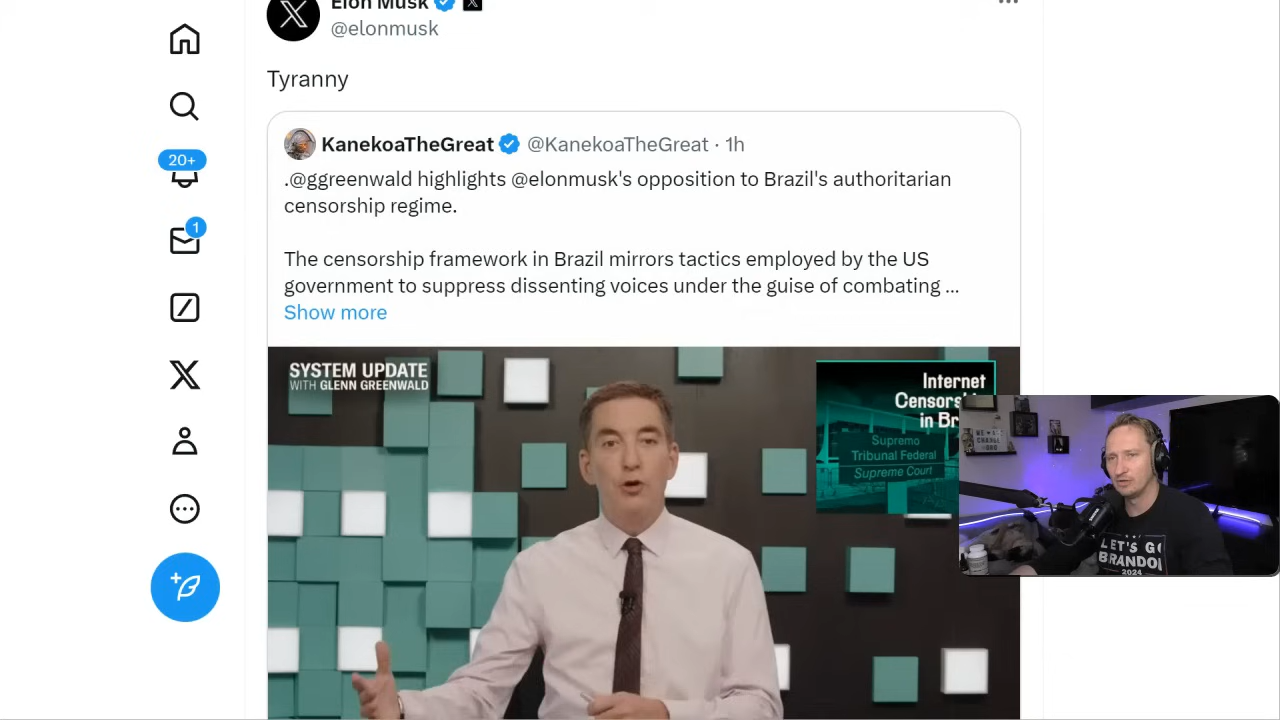 Elon Musk
@elonmusk
Tyranny
KanekoaTheGreat @KanekoaTheGreat · 1h
.@ggreenwald highlights @elonmusk's opposition to Brazil's authoritarian
censorship regime.
The censorship framework in Brazil mirrors tactics employed by the US
government to suppress dissenting voices under the guise of combating ...
Show more
20+
1
SYSTEM UPDATE
WITH GLENN GREENWALD
Internet
in
Supremo
Tribunal Federal
Supreme Court
LET'S
2024